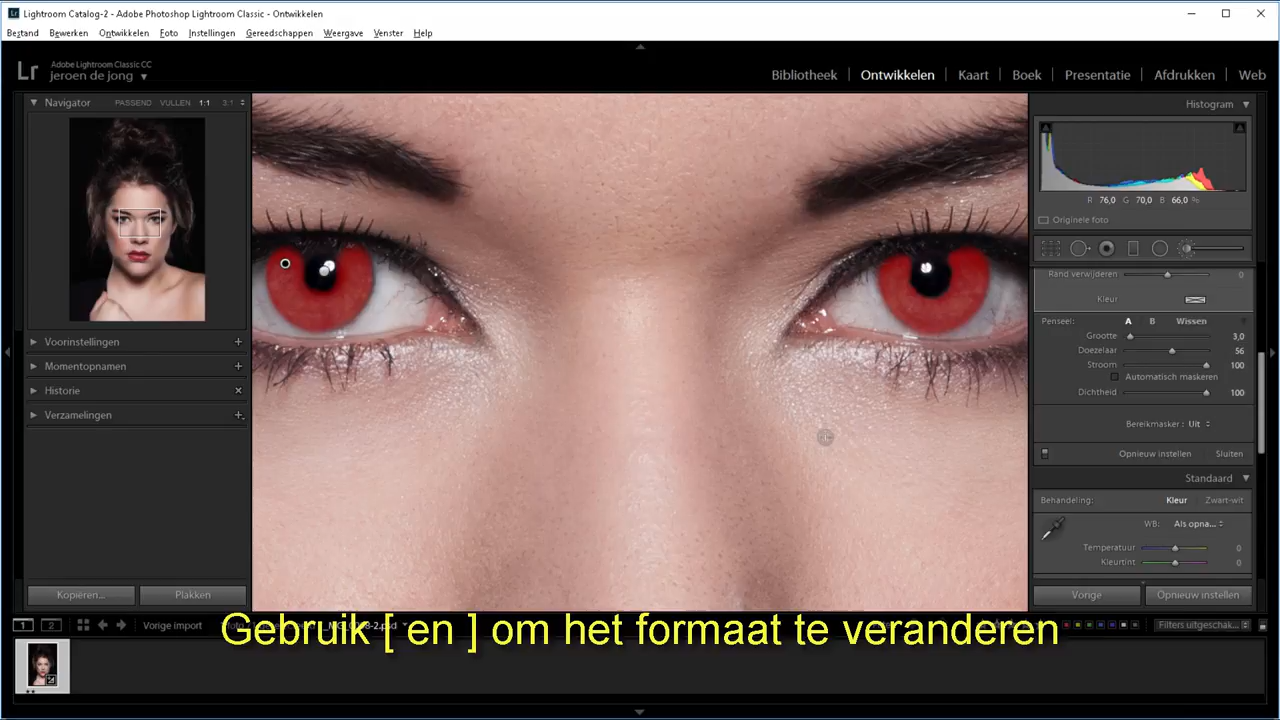 Lightroom Catalog-2 - Adobe Photoshop Lightroom Classic - Ontwikkelen
Bestand Bewerken Ontwikkelen Foto Instellingen Gereedschappen Weergave Venster Help
Lr
Adobe Lightroom Classic CC
jeroen de jong
Bibliotheek Ontwikkelen Kaart Boek Presentatie Afdrukken Web
Navigator PASSEND VULLEN 1:1 3:1
Histogram
R 76,0 G 70,0 B 66,0 %
Originele foto
Rand verwijderen 0
Kleur
Penseel: A B Wissen
Grootte 3,0
Doezelaar 56
Stroom 100
Automatisch maskeren
Dichtheid 100
Bereikmasker: Uit
Opnieuw instellen Sluiten
Standaard
Behandeling: Kleur Zwart-wit
WB: Als opna...
Temperatuur 0
Kleurtint 0
Vorige Opnieuw instellen
Voorinstellingen
Momentopnamen
Historie
Verzamelingen
Kopiëren... Plakken
1 2 Vorige import
Filters uitgeschak...
Gebruik [ en ] om het formaat te veranderen